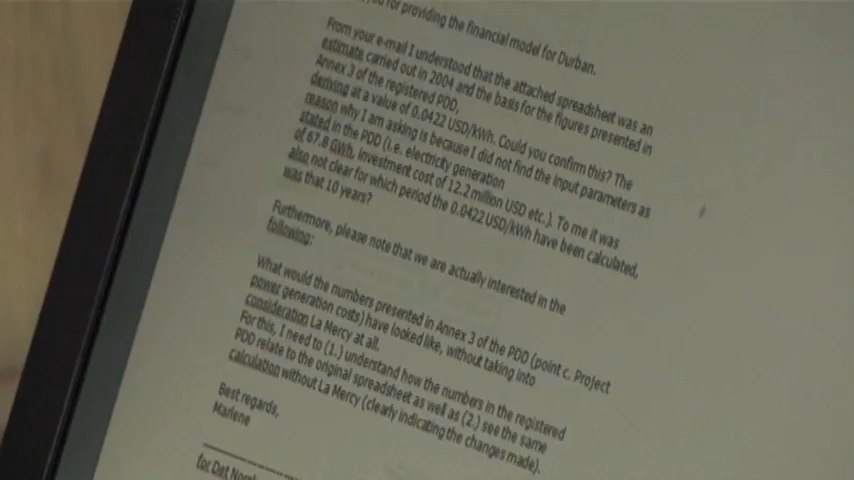 for providing the financial model for Durban.
From your e-mail I understood that the attached spreadsheet was an
estimate carried out in 2004 and the basis for the figures presented in
Annex 3 of the registered PDD,
deriving at a value of 0.0422 USD/kWh. Could you confirm this? The
reason why I am asking is because I did not find the input parameters as
stated in the PDD (i.e. electricity generation
of 67.8 GWh, investment cost of 12.2 million USD etc.). To me it was
also not clear for which period the 0.0422 USD/kWh have been calculated,
was that 10 years?
Furthermore, please note that we are actually interested in the
following:
What would the numbers presented in Annex 3 of the PDD (point c. Project
power generation costs) have looked like, without taking into
consideration La Mercy at all.
For this, I need to (1.) understand how the numbers in the registered
PDD relate to the original spreadsheet as well as (2.) see the same
calculation without La Mercy (clearly indicating the changes made).
Best regards,
Marlene
for Det